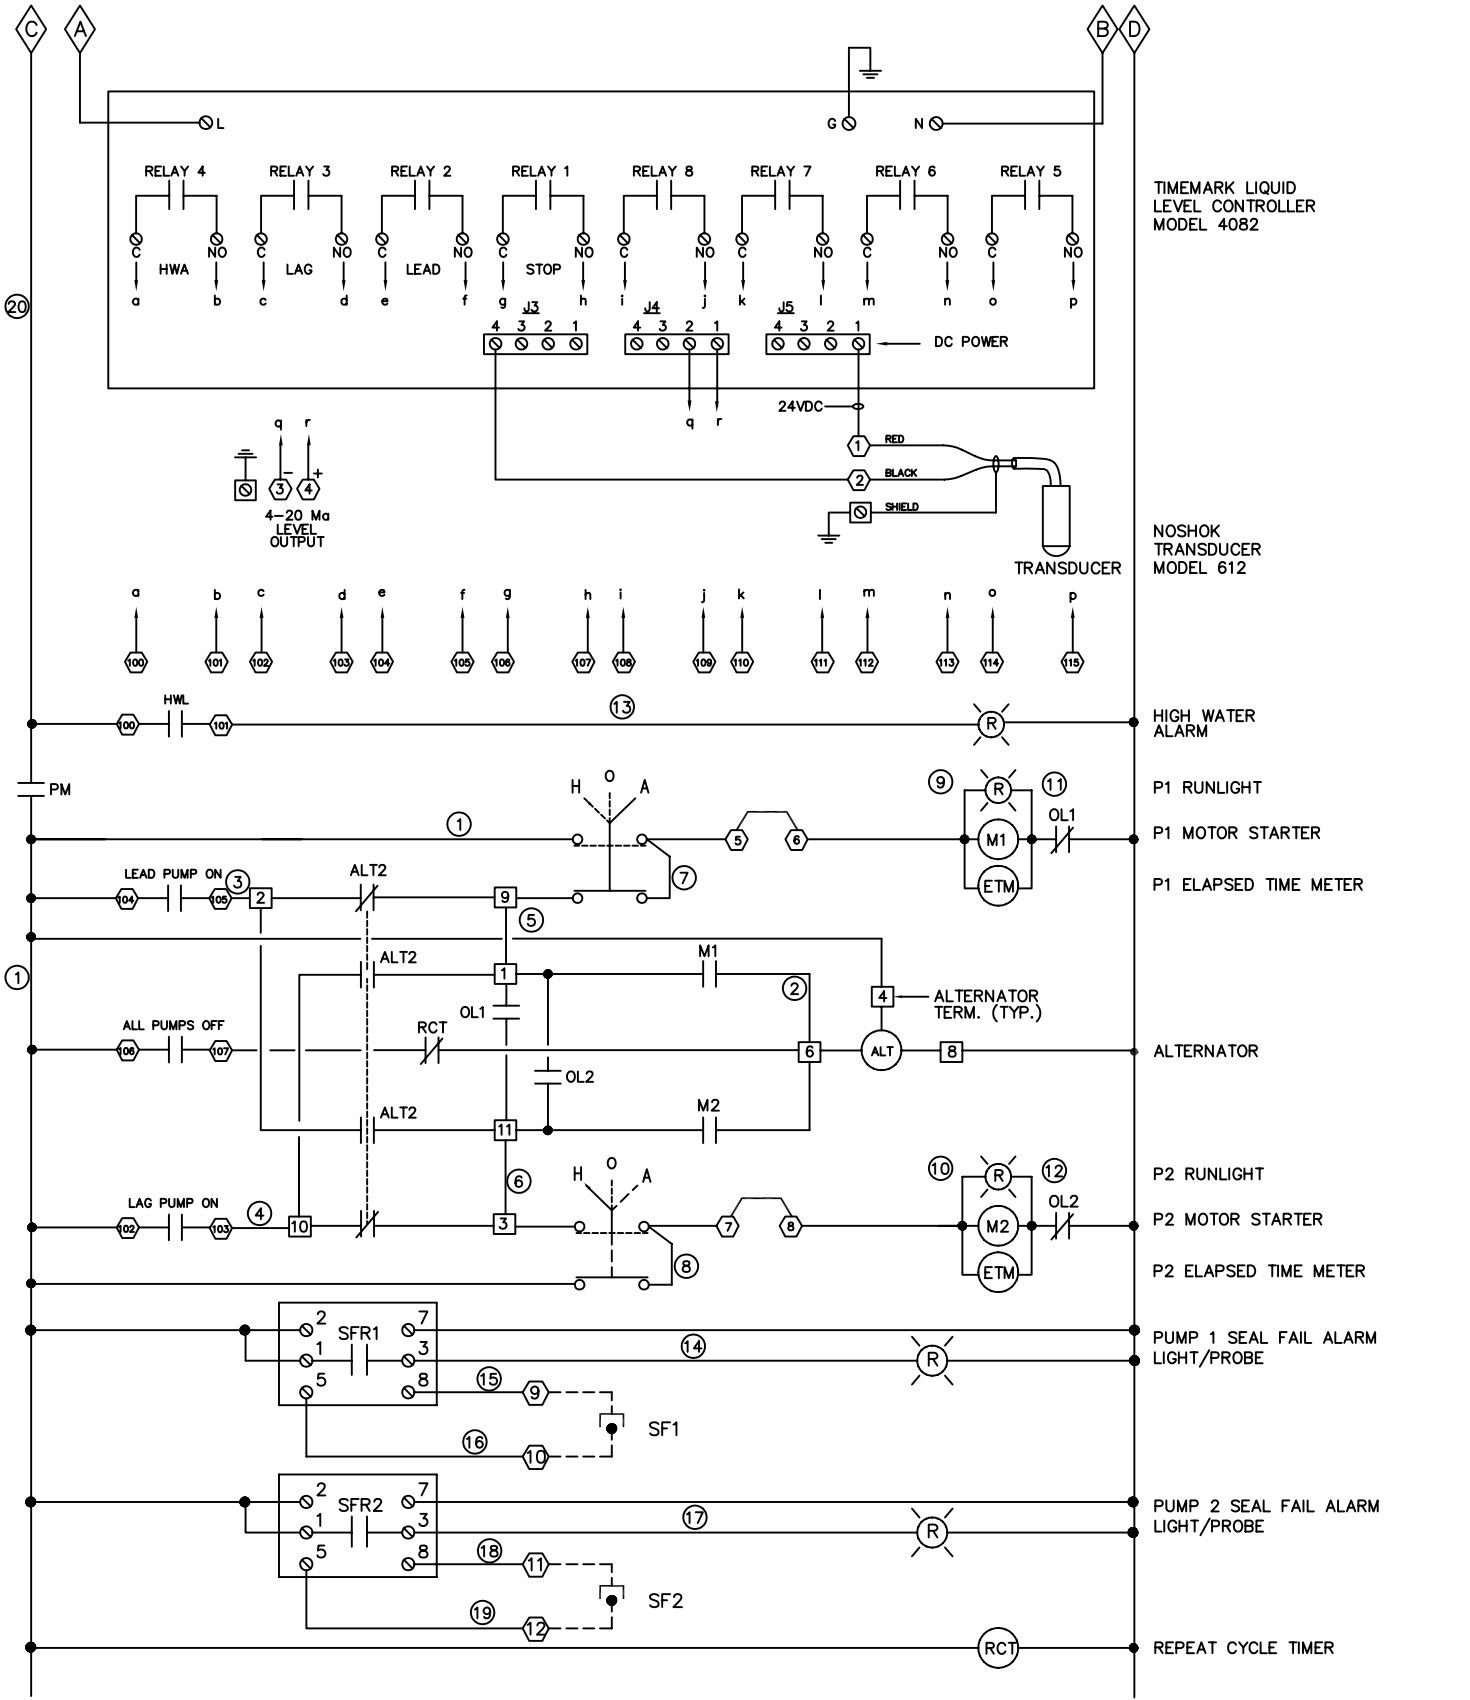 C A B D
L G N
RELAY 4 RELAY 3 RELAY 2 RELAY 1 RELAY 8 RELAY 7 RELAY 6 RELAY 5
TIMEMARK LIQUID
LEVEL CONTROLLER
MODEL 4082
C NO C NO C NO C NO C NO C NO C NO C NO
HWA LAG LEAD STOP
a b c d e f g h i j k l m n o p
20
J3 J4 J5
4 3 2 1 4 3 2 1 4 3 2 1
DC POWER
24VDC
q r
q r
1 RED
- +
3 4
2 BLACK
SHIELD
4-20 Ma
LEVEL
OUTPUT
NOSHOK
TRANSDUCER
MODEL 612
TRANSDUCER
a b c d e f g h i j k l m n o p
100 101 102 103 104 105 106 107 108 109 110 111 112 113 114 115
HWL
100 101 13 R
HIGH WATER
ALARM
PM
H O A
9 R 11
P1 RUNLIGHT
OL1
1 5 6 M1
P1 MOTOR STARTER
LEAD PUMP ON 3 ALT2 7
104 105 2 9 ETM
P1 ELAPSED TIME METER
5
ALT2 M1
1 1 2
4 ALTERNATOR
TERM. (TYP.)
OL1
ALL PUMPS OFF RCT
106 107 6 ALT 8
ALTERNATOR
OL2
ALT2 M2
11
H O A
6 10 R 12
P2 RUNLIGHT
LAG PUMP ON OL2
102 103 4 10 3 7 8 M2
P2 MOTOR STARTER
8 ETM
P2 ELAPSED TIME METER
2 SFR1 7
1 3 14 R
PUMP 1 SEAL FAIL ALARM
LIGHT/PROBE
5 8 15 9
SF1
16 10
2 SFR2 7
1 3 17 R
PUMP 2 SEAL FAIL ALARM
LIGHT/PROBE
5 8 18 11
SF2
19 12
RCT
REPEAT CYCLE TIMER